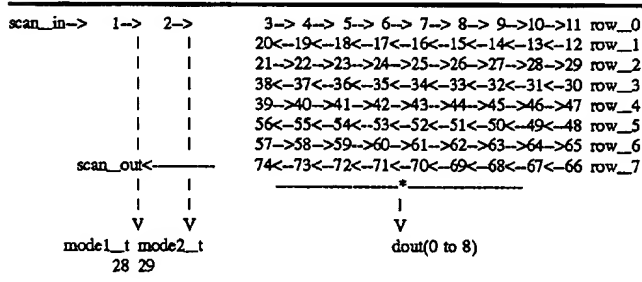 scan_in--> 1--> 2--> 3--> 4--> 5--> 6--> 7--> 8--> 9-->10-->11 row_0
20<--19<--18<--17<--16<--15<--14<--13<--12 row_1
21-->22-->23-->24-->25-->26-->27-->28-->29 row_2
38<--37<--36<--35<--34<--33<--32<--31<--30 row_3
39-->40-->41-->42-->43-->44-->45-->46-->47 row_4
56<--55<--54<--53<--52<--51<--50<--49<--48 row_5
57-->58-->59-->60-->61-->62-->63-->64-->65 row_6
scan_out<-------- 74<--73<--72<--71<--70<--69<--68<--67<--66 row_7
*
V V V
mode1_t mode2_t dout(0 to 8)
28 29